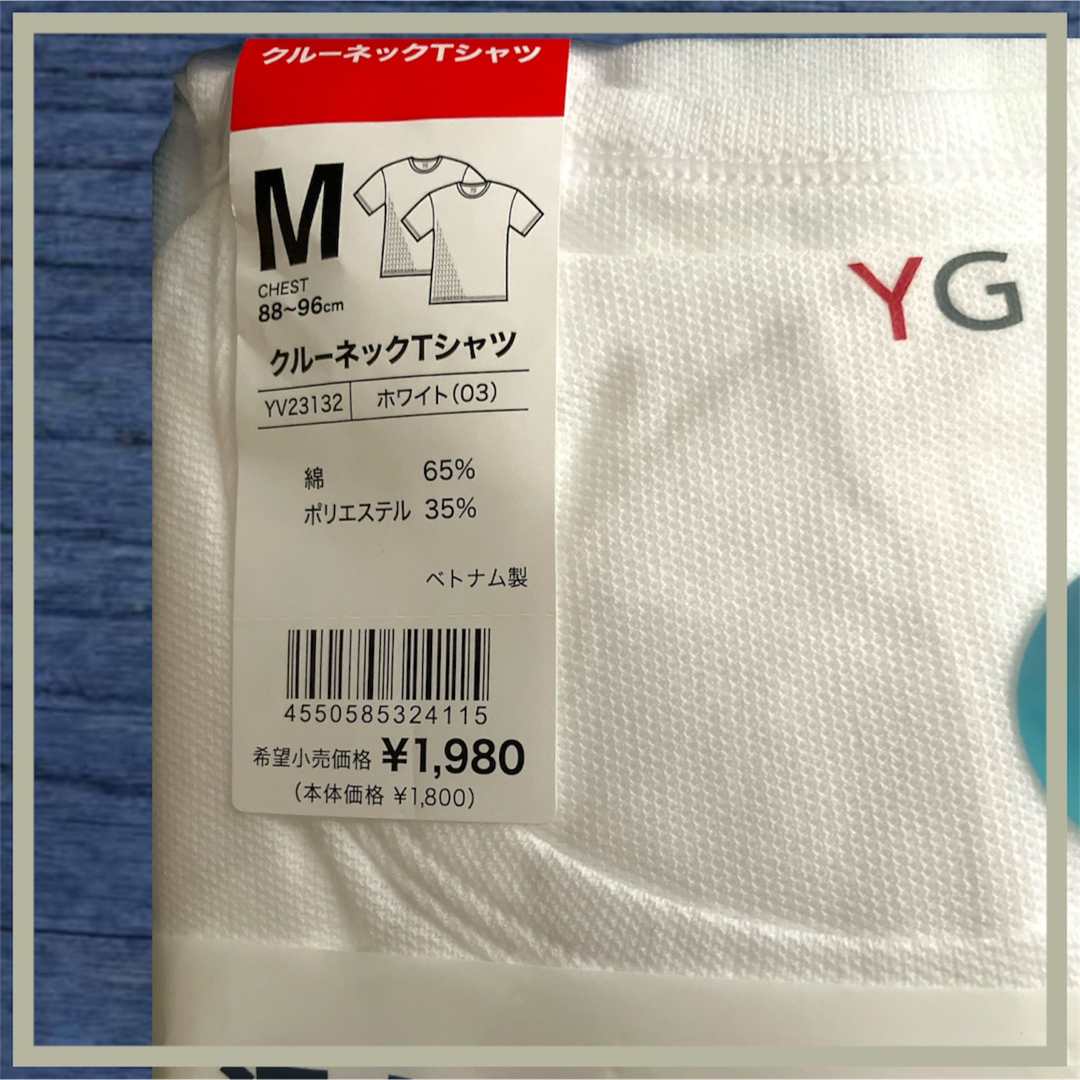 クルーネックTシャツ
M
CHEST
88~96cm
クルーネックTシャツ
YV23132 ホワイト(03)
綿 65%
ポリエステル 35%
ベトナム製
4550585324115
希望小売価格 ¥1,980
(本体価格 ¥1,800)
YG